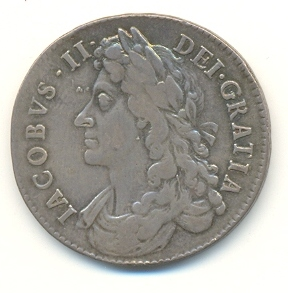 IACOBVS · II · DEI · GRATIA